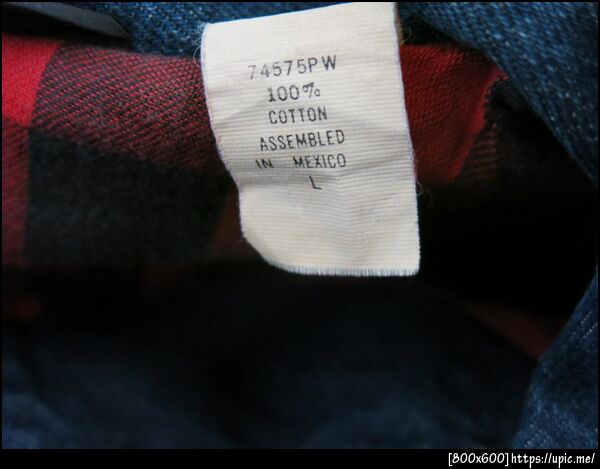 74575PW
100%
COTTON
ASSEMBLED
IN MEXICO
L
[800x600]https://upic.me/